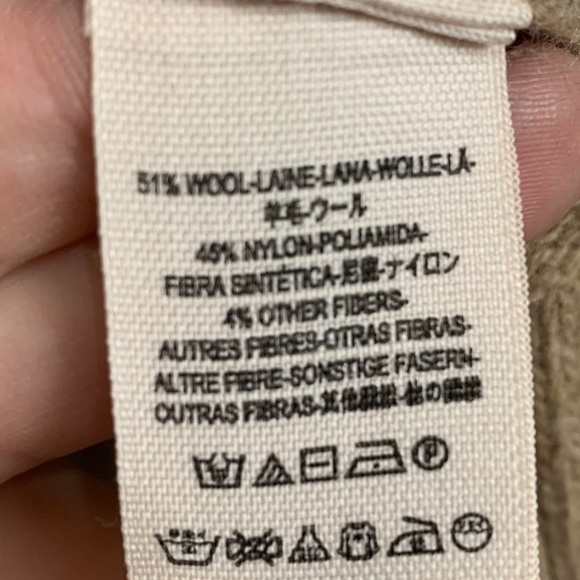 51% WOOL-LAINE-LANA-WOLLE-LÃ-
羊毛-ウール
45% NYLON-POLIAMIDA-
FIBRA SINTÉTICA-尼龍-ナイロン
4% OTHER FIBERS-
AUTRES FIBRES-OTRAS FIBRAS-
ALTRE FIBRE-SONSTIGE FASERN-
OUTRAS FIBRAS-其他纖維-他の繊維
P